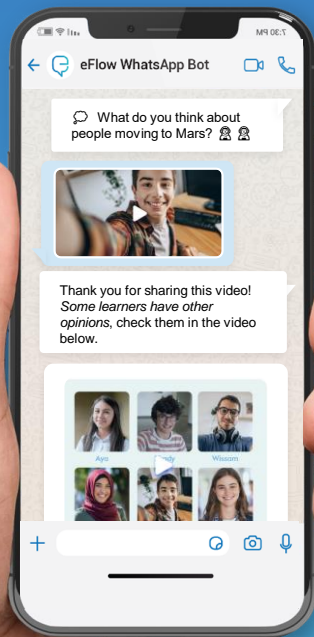 7:30 PM
eFlow WhatsApp Bot
What do you think about
people moving to Mars?
Thank you for sharing this video!
Some learners have other
opinions, check them in the video
below.
Aya
Wissam